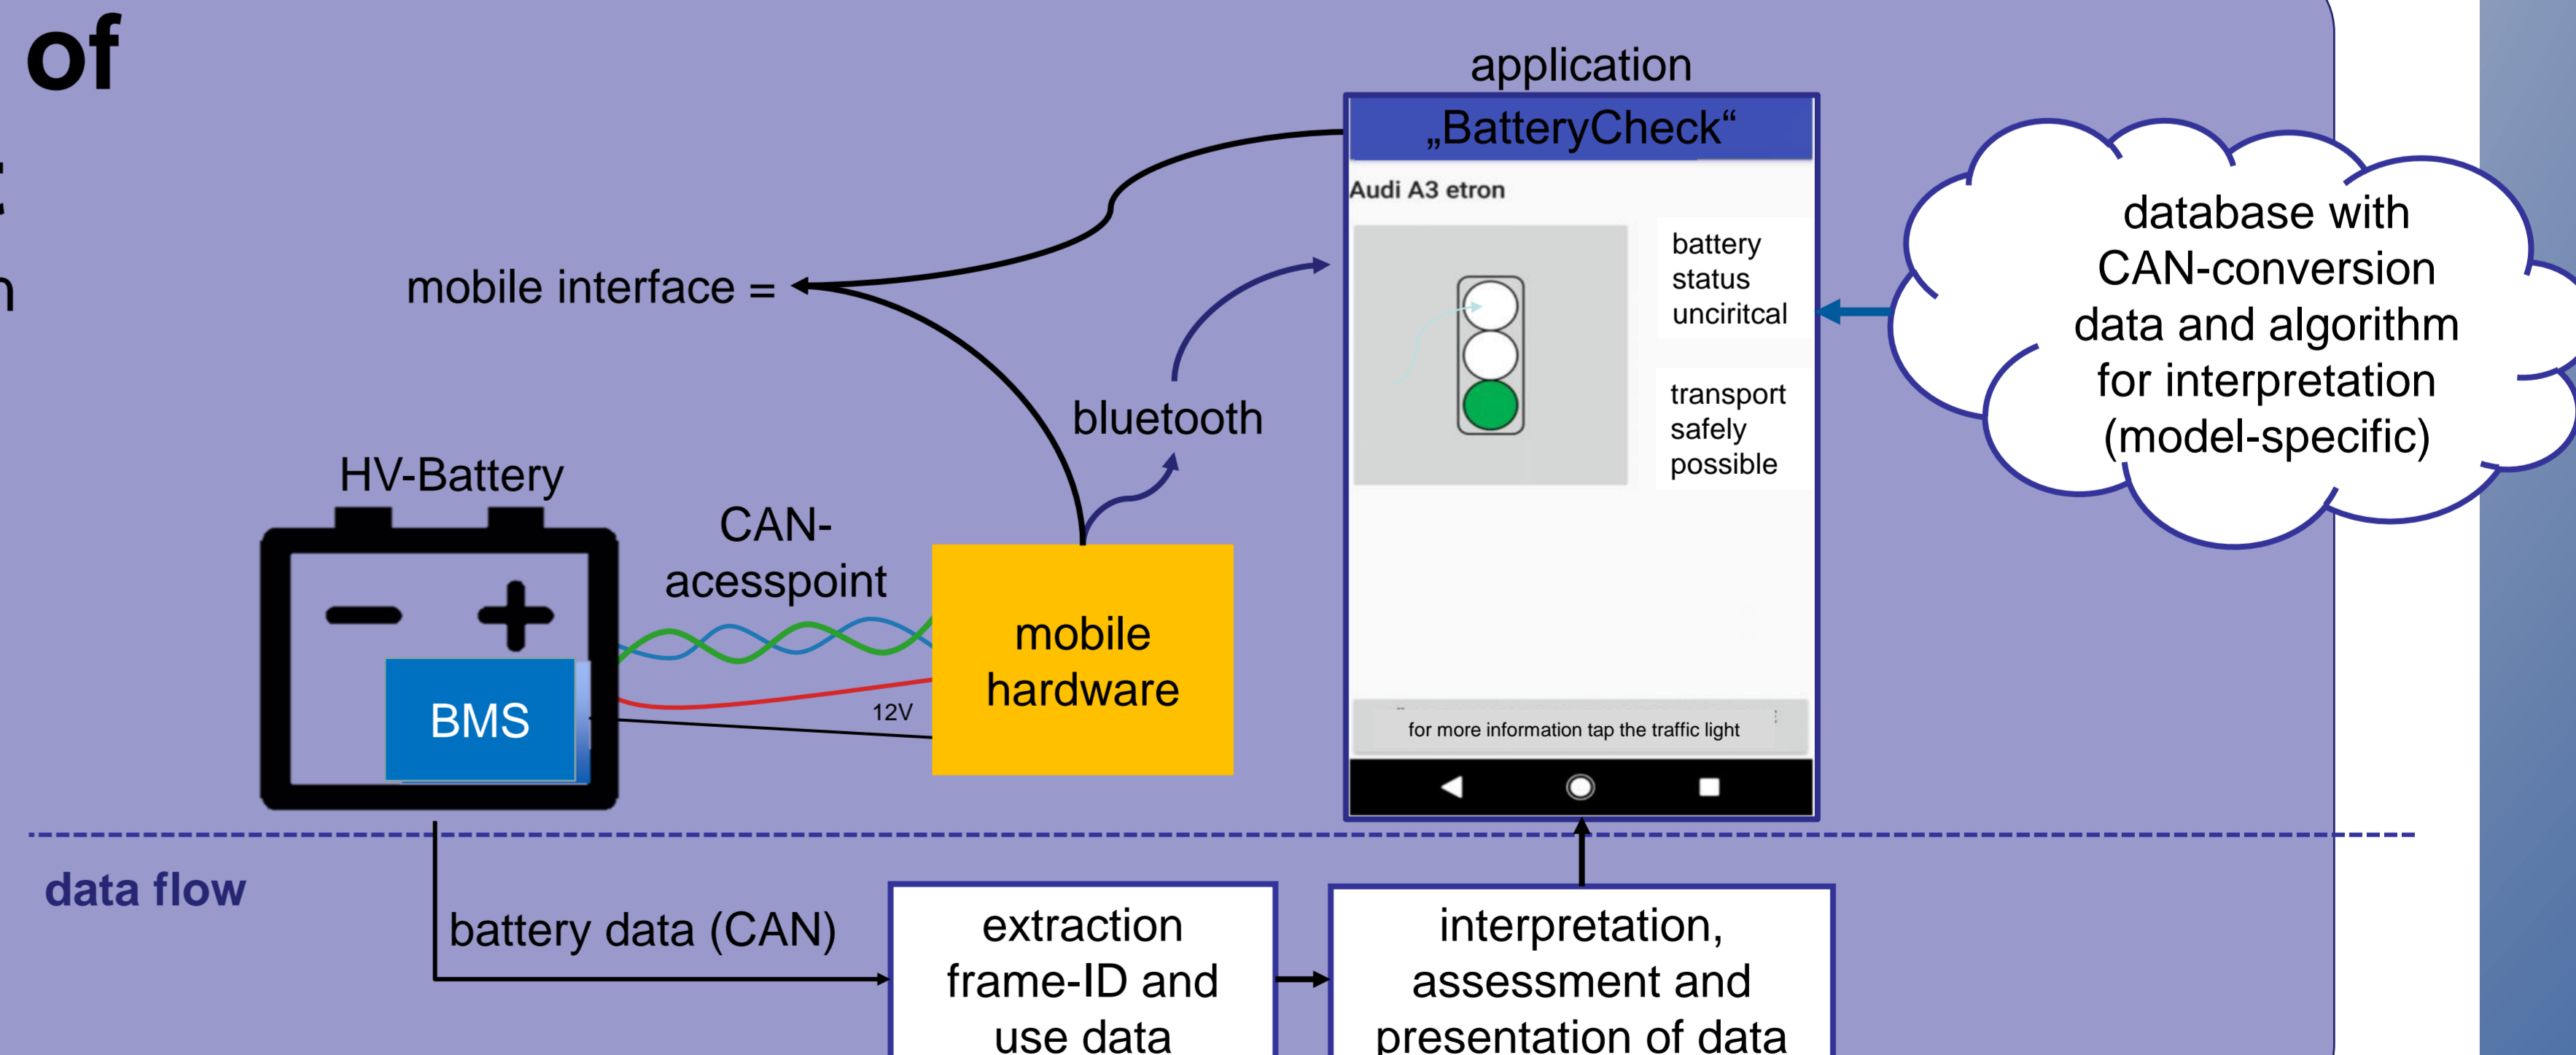 of
application
„BatteryCheck“
Audi A3 etron
battery
status
unciritcal
transport
safely
possible
for more information tap the traffic light
database with
CAN-conversion
data and algorithm
for interpretation
(model-specific)
mobile interface =
bluetooth
HV-Battery
CAN-
acesspoint
BMS
12V
mobile
hardware
data flow
battery data (CAN)
extraction
frame-ID and
use data
interpretation,
assessment and
presentation of data